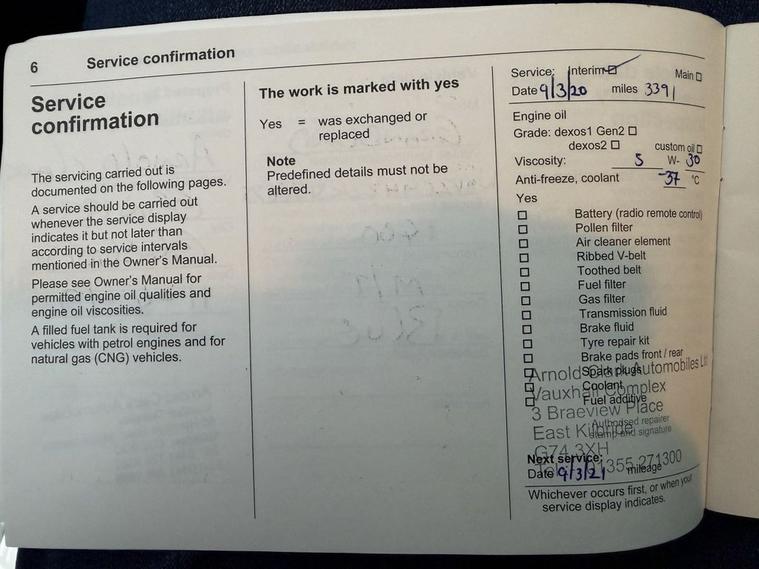 6 Service confirmation
Service
confirmation
The servicing carried out is
documented on the following pages.
A service should be carried out
whenever the service display
indicates it but not later than
according to service intervals
mentioned in the Owner's Manual.
Please see Owner's Manual for
permitted engine oil qualities and
engine oil viscosities.
A filled fuel tank is required for
vehicles with petrol engines and for
natural gas (CNG) vehicles.
The work is marked with yes
Yes = was exchanged or
replaced
Note
Predefined details must not be
altered.
Service: Interim Main
Date 9/3/20 miles 3391
Engine oil
Grade: dexos1 Gen2
dexos2 custom oil
Viscosity: 5 W- 30
Anti-freeze, coolant -37 °C
Yes
Battery (radio remote control)
Pollen filter
Air cleaner element
Ribbed V-belt
Toothed belt
Fuel filter
Gas filter
Transmission fluid
Brake fluid
Tyre repair kit
Brake pads front / rear
Spark plugs
Coolant
Fuel additive
Arnold Clark Automobiles Ltd
Vauxhall Complex
3 Braeview Place
East Kilbride
G74 3XH
01355 271300
Authorised repairer
stamp and signature
Next service:
Date 9/3/21 mileage
Whichever occurs first, or when your
service display indicates.